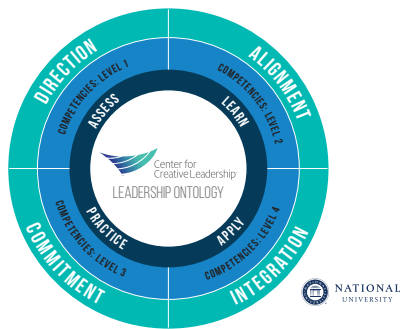 DIRECTION
ALIGNMENT
COMPETENCIES: LEVEL 1
COMPETENCIES: LEVEL 2
ASSESS
LEARN
Center for
Creative Leadership
LEADERSHIP ONTOLOGY
PRACTICE
APPLY
COMPETENCIES: LEVEL 3
COMPETENCIES: LEVEL 4
COMMITMENT
INTEGRATION
NATIONAL
UNIVERSITY